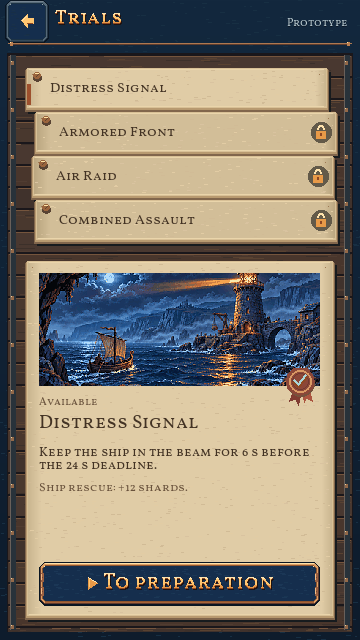 Trials
Prototype
Distress Signal
Armored Front
Air Raid
Combined Assault
Available
Distress Signal
Keep the ship in the beam for 6 s before
the 24 s deadline.
Ship rescue: +12 shards.
To preparation